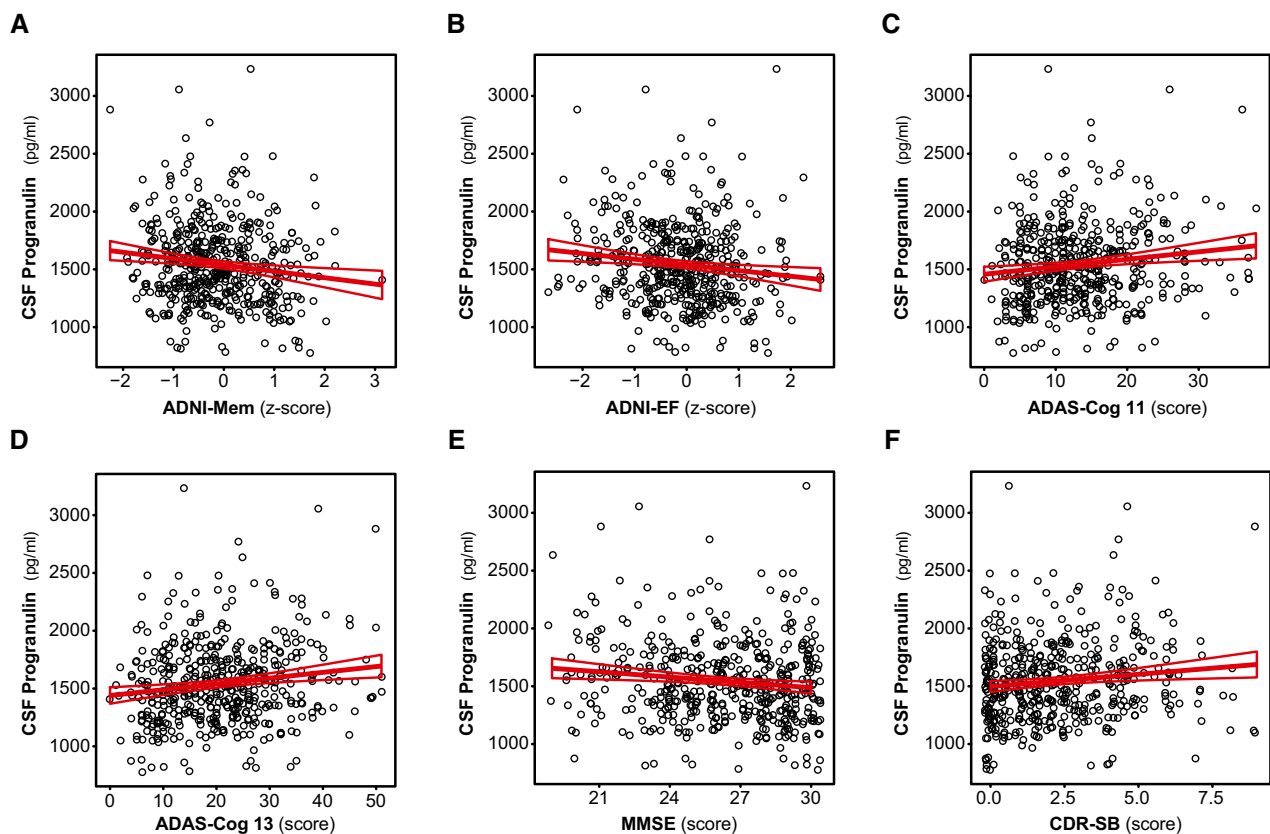 A
CSF Progranulin (pg/ml)
3000
2500
2000
1500
1000
−2 −1 0 1 2 3
ADNI-Mem (z-score)
B
CSF Progranulin (pg/ml)
3000
2500
2000
1500
1000
−2 −1 0 1 2
ADNI-EF (z-score)
C
CSF Progranulin (pg/ml)
3000
2500
2000
1500
1000
0 10 20 30
ADAS-Cog 11 (score)
D
CSF Progranulin (pg/ml)
3000
2500
2000
1500
1000
0 10 20 30 40 50
ADAS-Cog 13 (score)
E
CSF Progranulin (pg/ml)
3000
2500
2000
1500
1000
21 24 27 30
MMSE (score)
F
CSF Progranulin (pg/ml)
3000
2500
2000
1500
1000
0.0 2.5 5.0 7.5
CDR-SB (score)